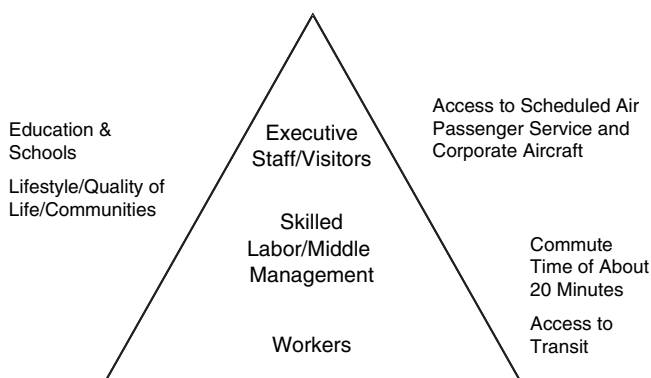 Education &
Schools
Lifestyle/Quality of
Life/Communities
Executive
Staff/Visitors
Skilled
Labor/Middle
Management
Workers
Access to Scheduled Air
Passenger Service and
Corporate Aircraft
Commute
Time of About
20 Minutes
Access to
Transit